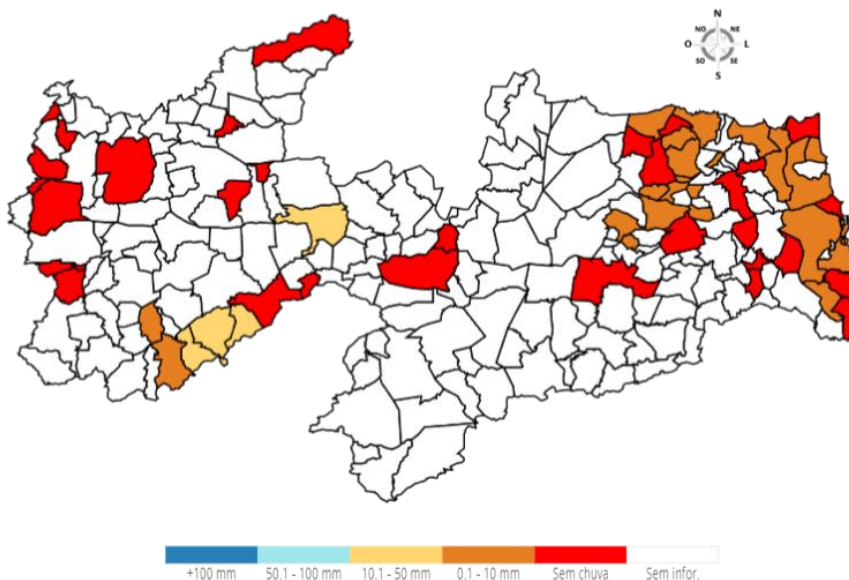 N
NO NE
O L
SO SE
S
+100 mm 50.1 - 100 mm 10.1 - 50 mm 0.1 - 10 mm Sem chuva Sem infor.